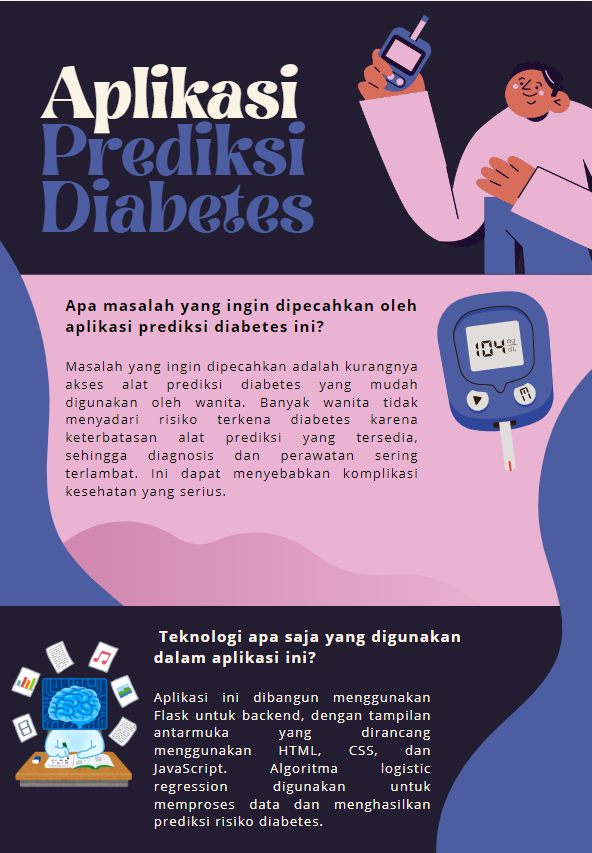 Aplikasi
Prediksi
Diabetes
Apa masalah yang ingin dipecahkan oleh
aplikasi prediksi diabetes ini?
104 mg/dL
Masalah yang ingin dipecahkan adalah kurangnya
akses alat prediksi diabetes yang mudah
digunakan oleh wanita. Banyak wanita tidak
menyadari risiko terkena diabetes karena
keterbatasan alat prediksi yang tersedia,
sehingga diagnosis dan perawatan sering
terlambat. Ini dapat menyebabkan komplikasi
kesehatan yang serius.
Teknologi apa saja yang digunakan
dalam aplikasi ini?
Aplikasi ini dibangun menggunakan
Flask untuk backend, dengan tampilan
antarmuka yang dirancang
menggunakan HTML, CSS, dan
JavaScript. Algoritma logistic
regression digunakan untuk
memproses data dan menghasilkan
prediksi risiko diabetes.